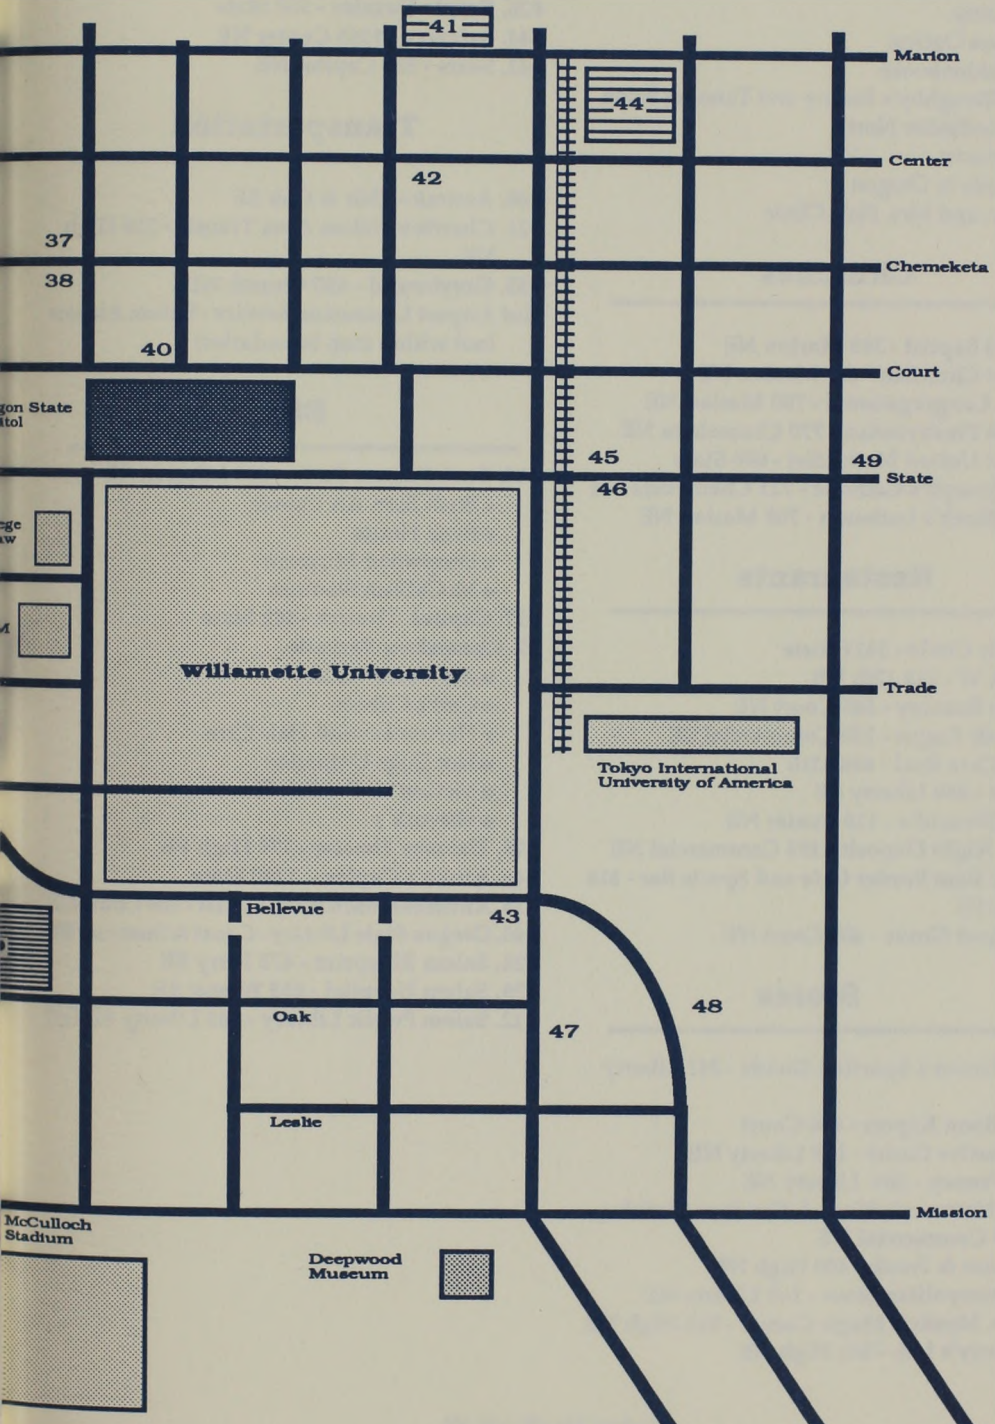 41
Marion
44
Center
42
37
Chemeketa
38
40
Court
gon State
itol
45
49
State
46
ege
aw
M
Willamette University
Trade
Tokyo International
University of America
Bellevue
43
48
Oak
47
Leslie
Mission
McCulloch
Stadium
Deepwood
Museum